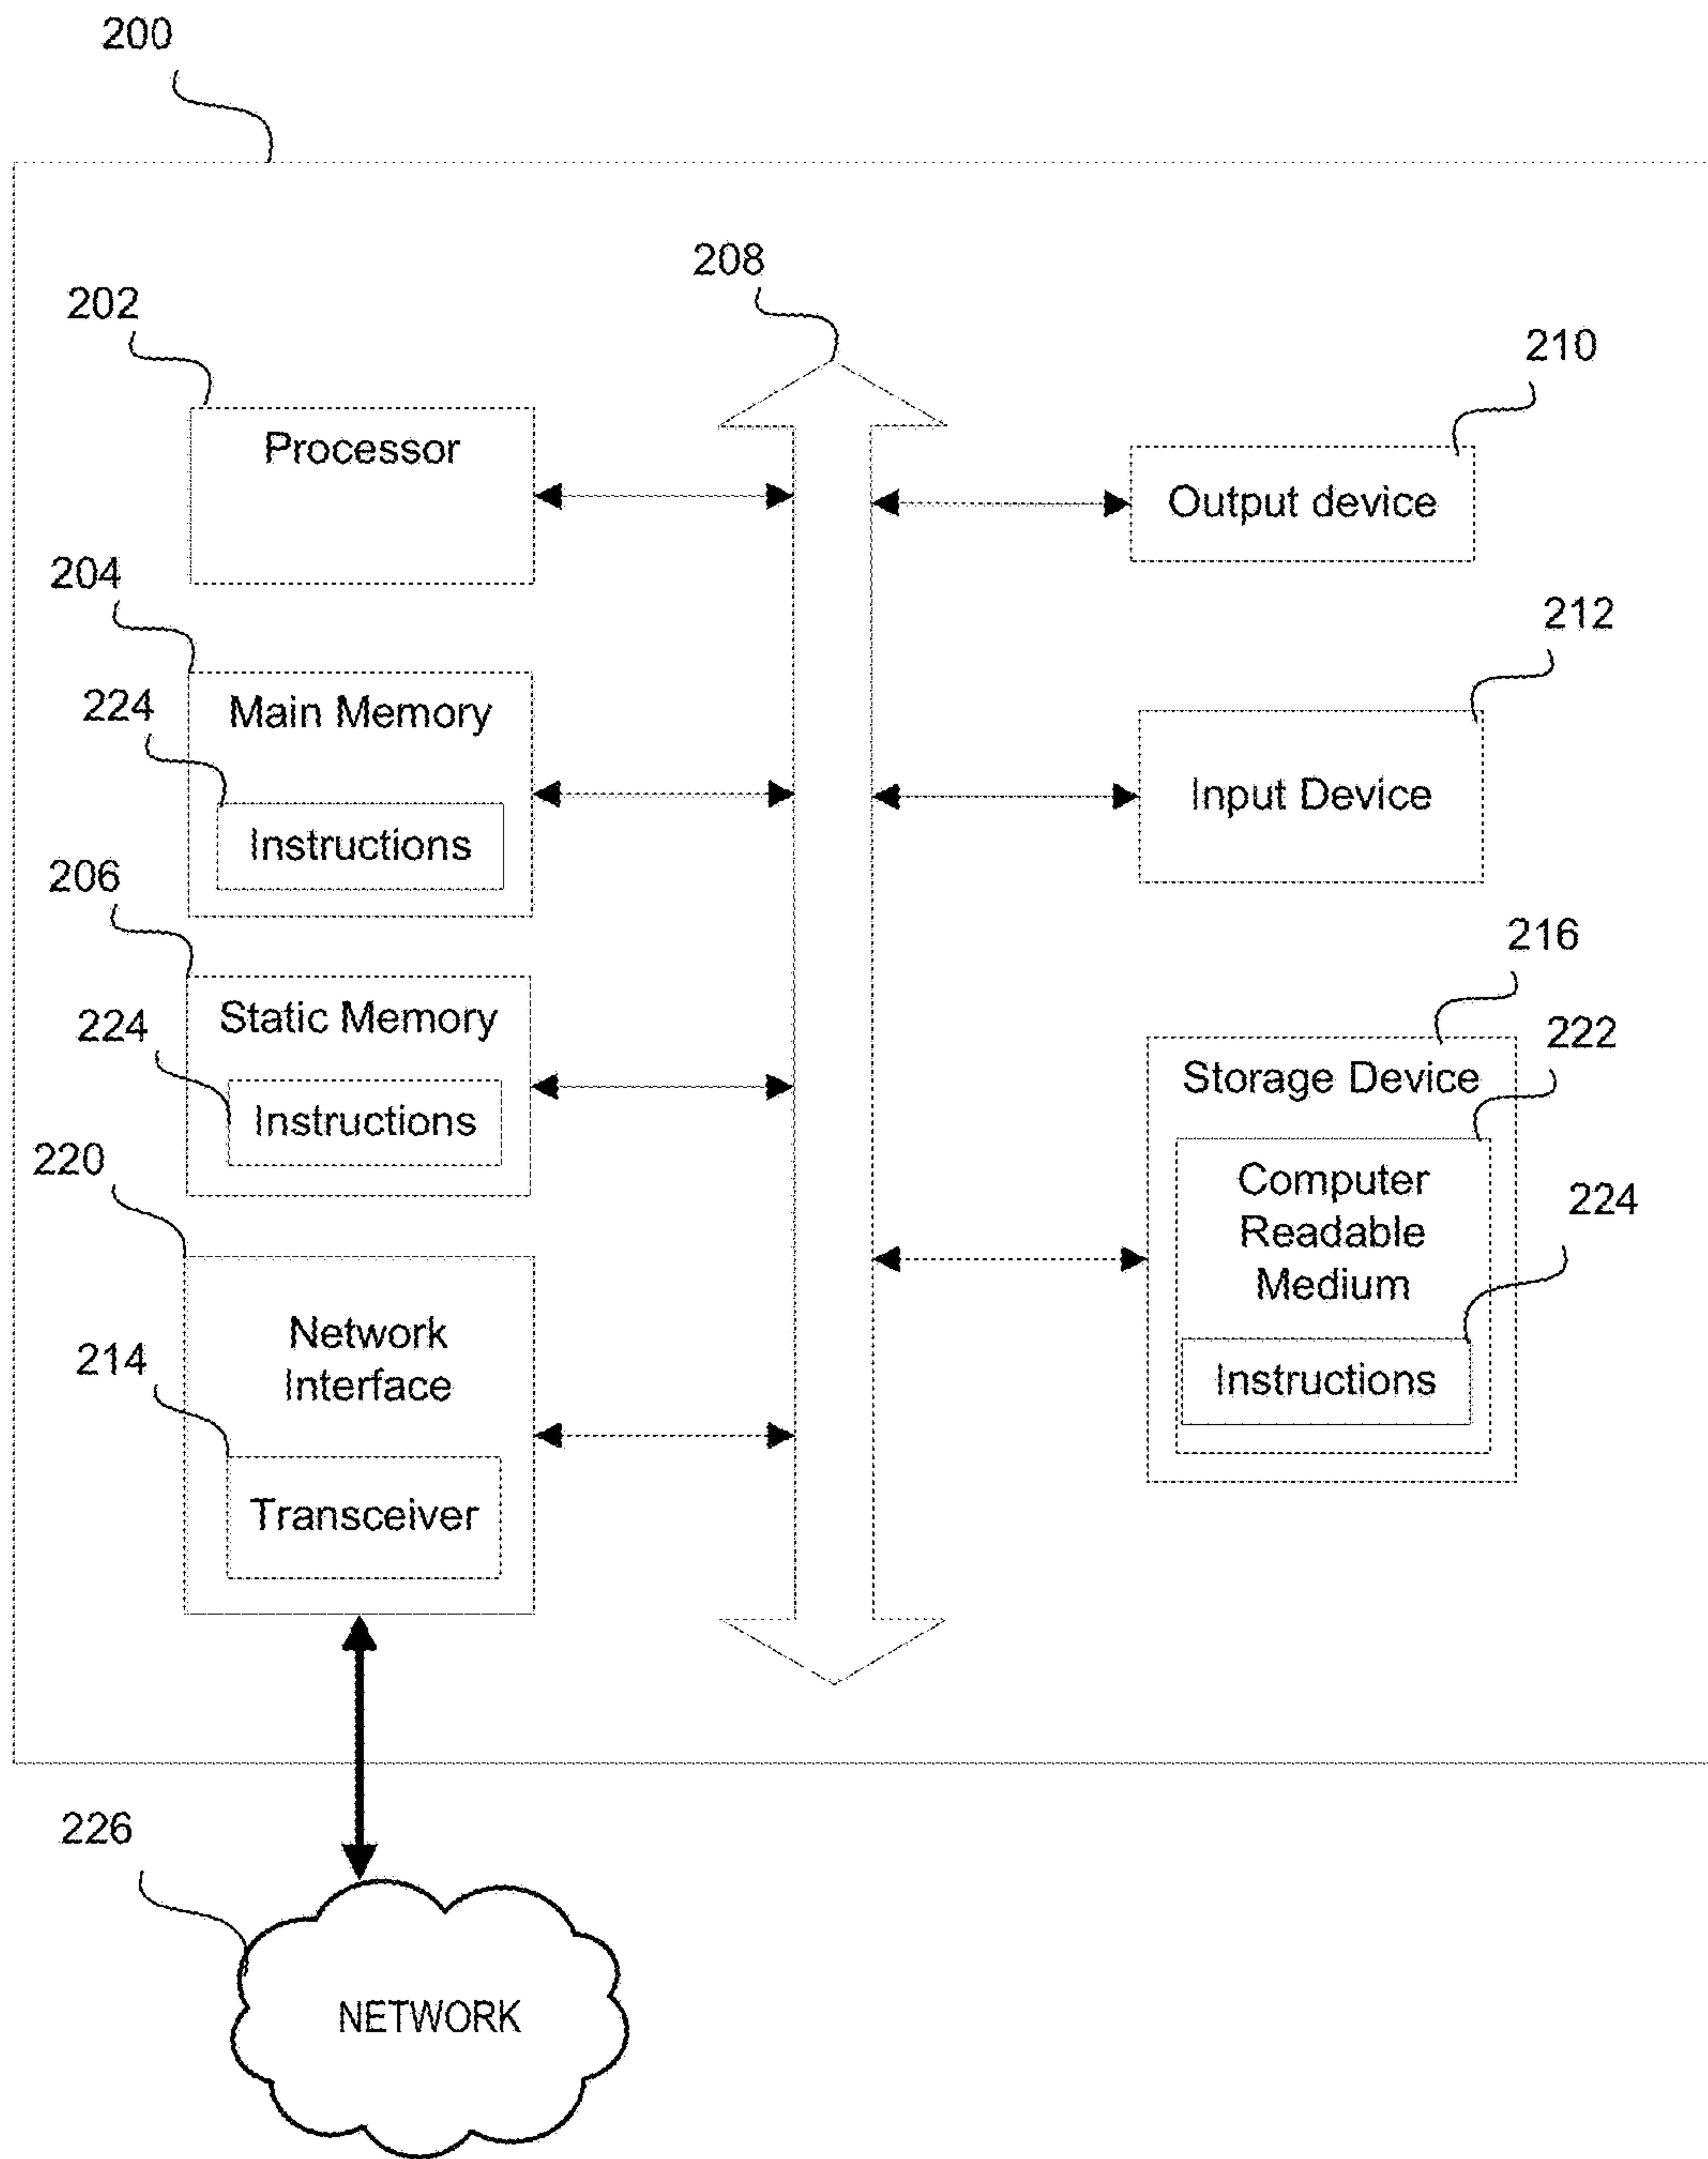 200
208
202
210
Processor
Output device
204
212
224
Main Memory
Input Device
Instructions
206
216
224
Static Memory
222
Storage Device
Instructions
220
Computer
Readable
Medium
224
Network
Interface
214
Instructions
Transceiver
226
NETWORK